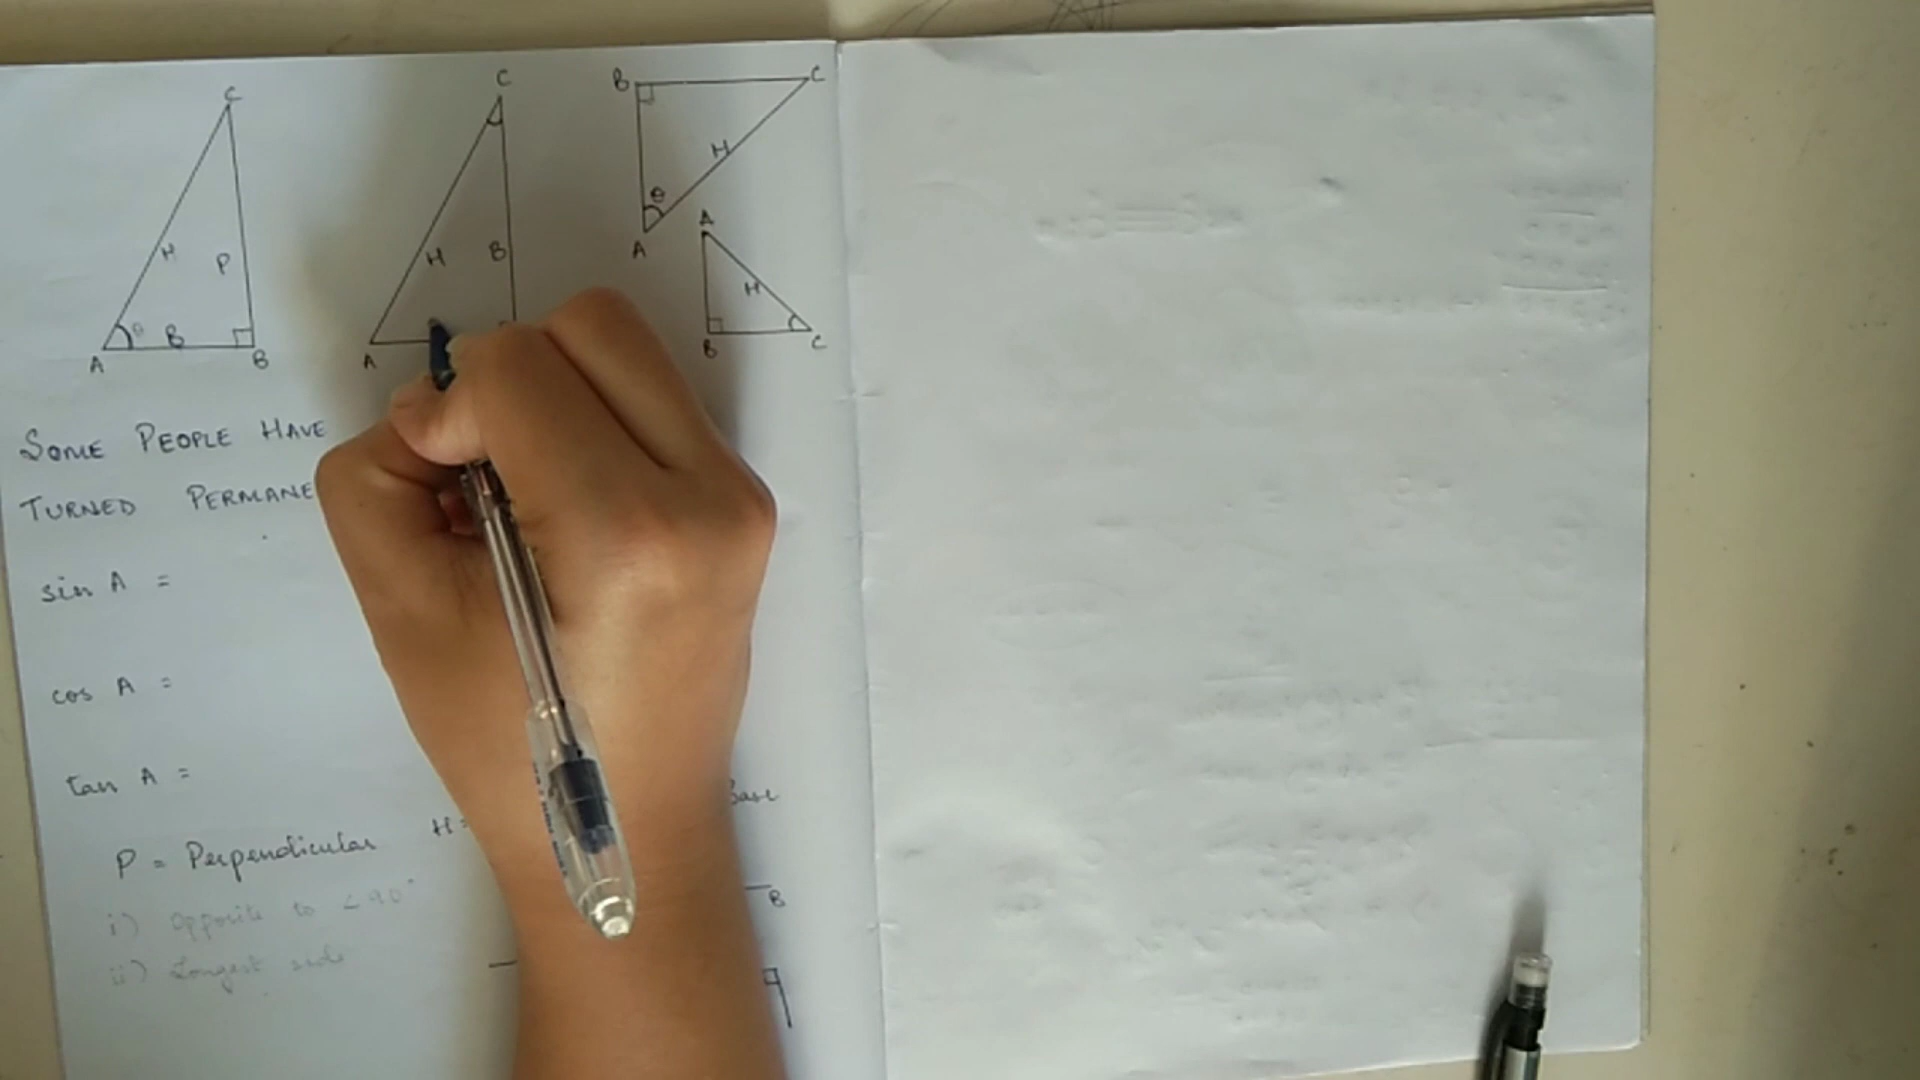 C
H
P
θ
B
A
B
C
H
B
A
B
C
H
θ
A
A
H
B
C
SOME PEOPLE HAVE
TURNED PERMANE
sin A =
cos A =
tan A =
P = Perpendicular
H =
Base
i) Opposite to ∠90°
B
ii) Longest side